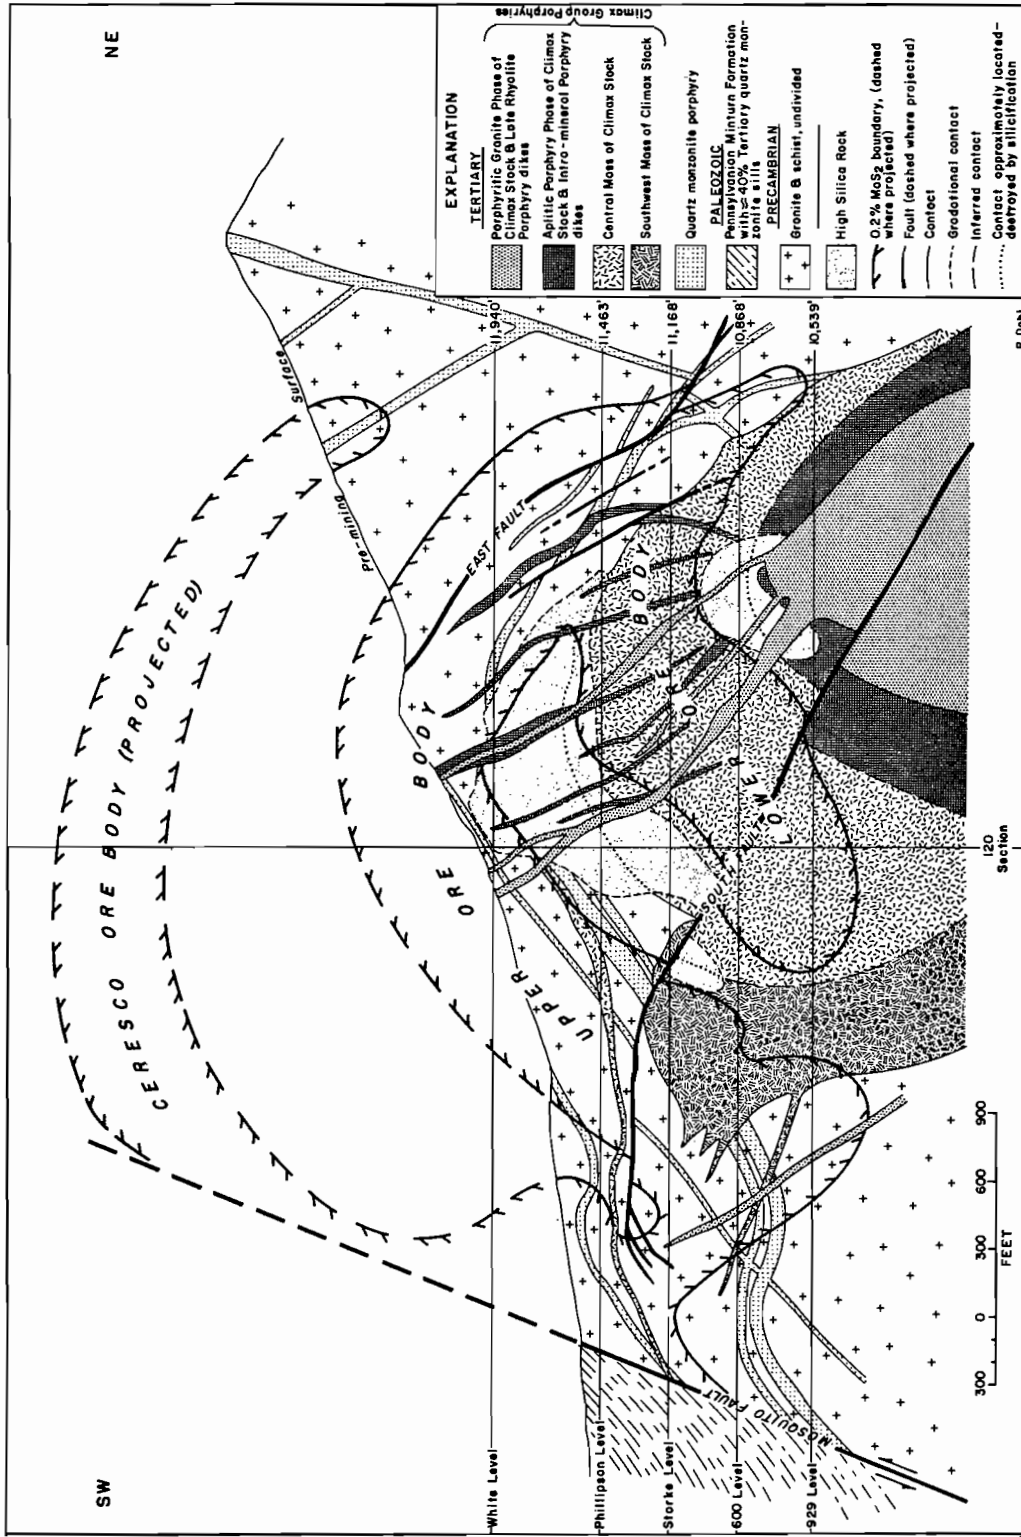 SW
NE
CERESCO ORE BODY (PROJECTED)
Pre-mining Surface
UPPER ORE BODY
EAST FAULT
LOWER ORE BODY
SOUTH FAULT
MOSQUITO FAULT
White Level
11,940'
Phillipson Level
11,463'
Storke Level
11,168'
600 Level
10,868'
929 Level
10,539'
300 0 300 600 900
FEET
120
Section
EXPLANATION
TERTIARY
Porphyritic Granite Phase of
Climax Stock & Late Rhyolite
Porphyry dikes
Aplitic Porphyry Phase of Climax
Stock & Intra-mineral Porphyry
dikes
Central Mass of Climax Stock
Southwest Mass of Climax Stock
Climax Group Porphyries
Quartz monzonite porphyry
PALEOZOIC
Pennsylvanian Minturn Formation
with ≈40% Tertiary quartz mon-
zonite sills
PRECAMBRIAN
Granite & schist, undivided
High Silica Rock
0.2% MoS2 boundary, (dashed
where projected)
Fault (dashed where projected)
Contact
Gradational contact
Inferred contact
Contact approximately located-
destroyed by silicification